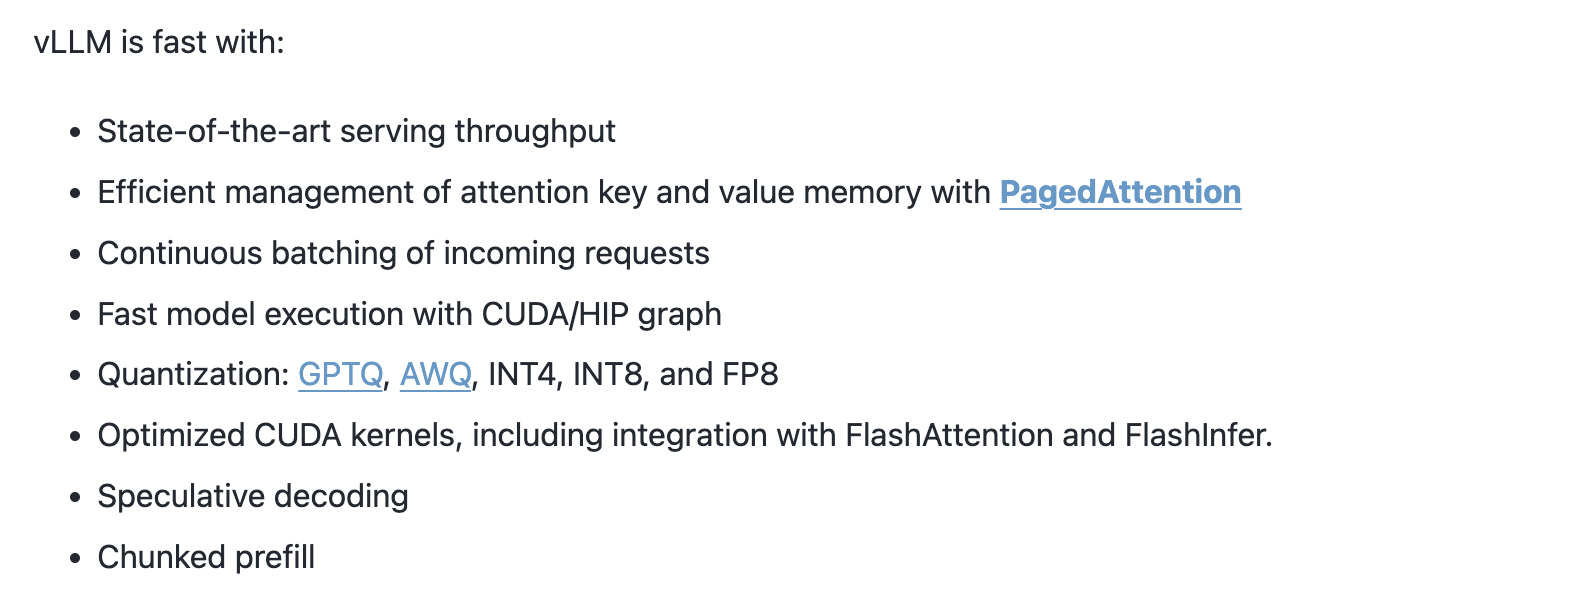 vLLM is fast with:
• State-of-the-art serving throughput
• Efficient management of attention key and value memory with PagedAttention
• Continuous batching of incoming requests
• Fast model execution with CUDA/HIP graph
• Quantization: GPTQ, AWQ, INT4, INT8, and FP8
• Optimized CUDA kernels, including integration with FlashAttention and FlashInfer.
• Speculative decoding
• Chunked prefill